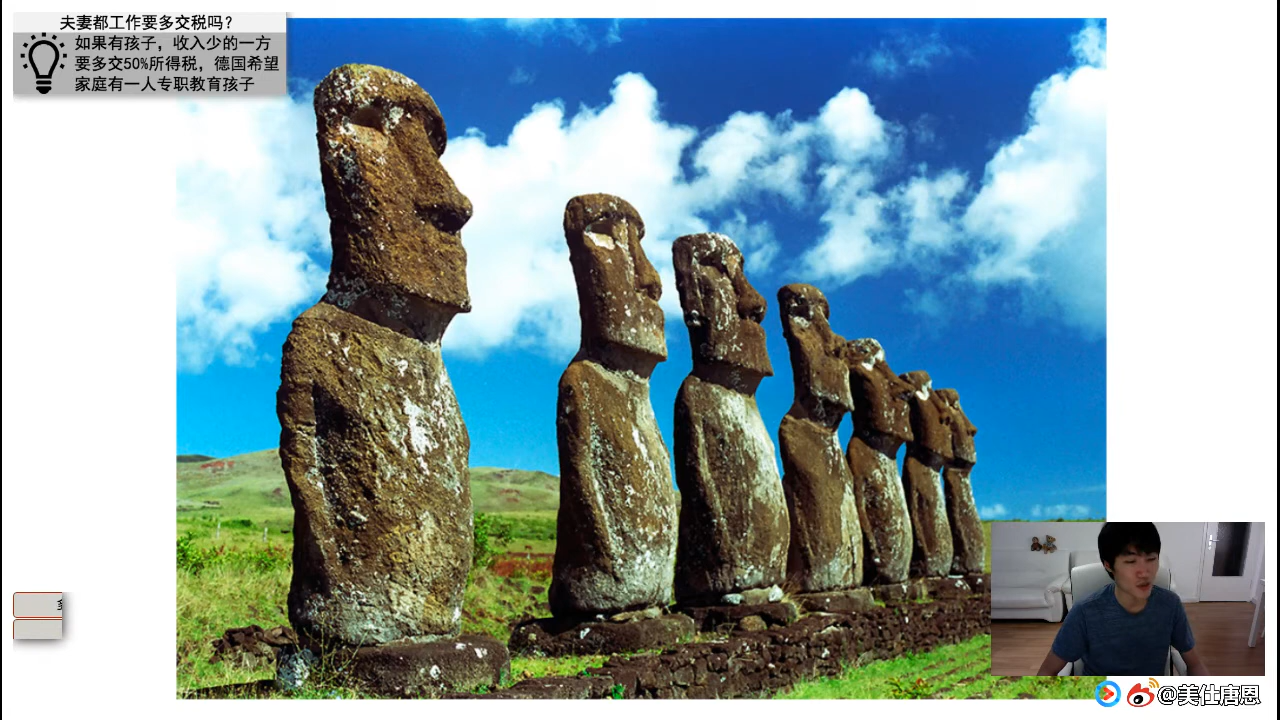 夫妻都工作要多交税吗?
如果有孩子，收入少的一方
要多交50%所得税，德国希望
家庭有一人专职教育孩子
@美仕唐恩